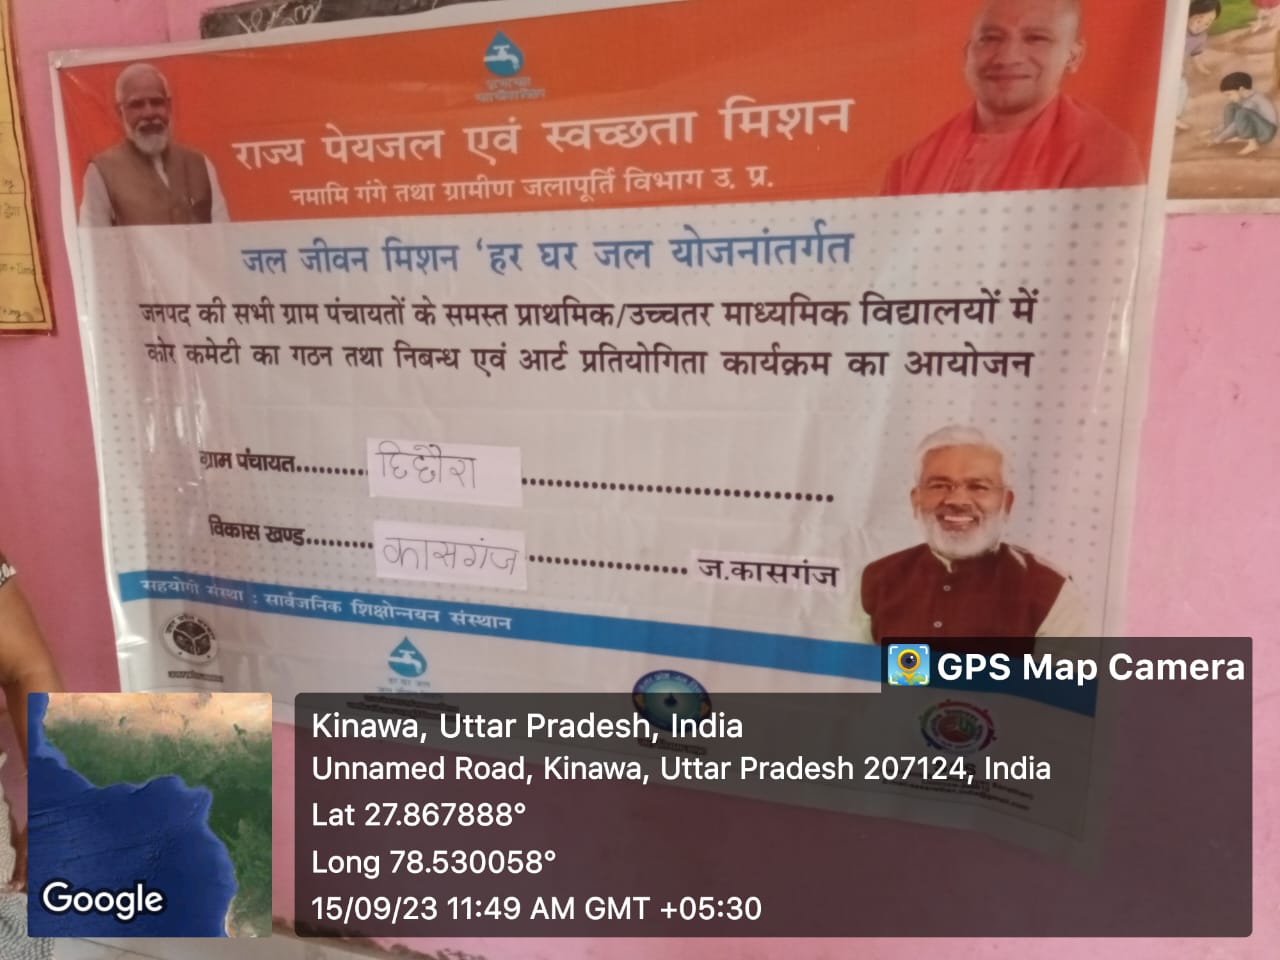 राज्य पेयजल एवं स्वच्छता मिशन
नमामि गंगे तथा ग्रामीण जलापूर्ति विभाग उ. प्र.
जल जीवन मिशन 'हर घर जल योजनांतर्गत
जनपद की सभी ग्राम पंचायतों के समस्त प्राथमिक/उच्चतर माध्यमिक विद्यालयों में
कोर कमेटी का गठन तथा निबन्ध एवं आर्ट प्रतियोगिता कार्यक्रम का आयोजन
ग्राम पंचायत..........
विकास खण्ड.......... कासगंज .................... ज.कासगंज
सहयोगी संस्था : सार्वजनिक शिक्षोन्नयन संस्थान
हर घर जल
GPS Map Camera
Kinawa, Uttar Pradesh, India
Unnamed Road, Kinawa, Uttar Pradesh 207124, India
Lat 27.867888°
Long 78.530058°
15/09/23 11:49 AM GMT +05:30
Google